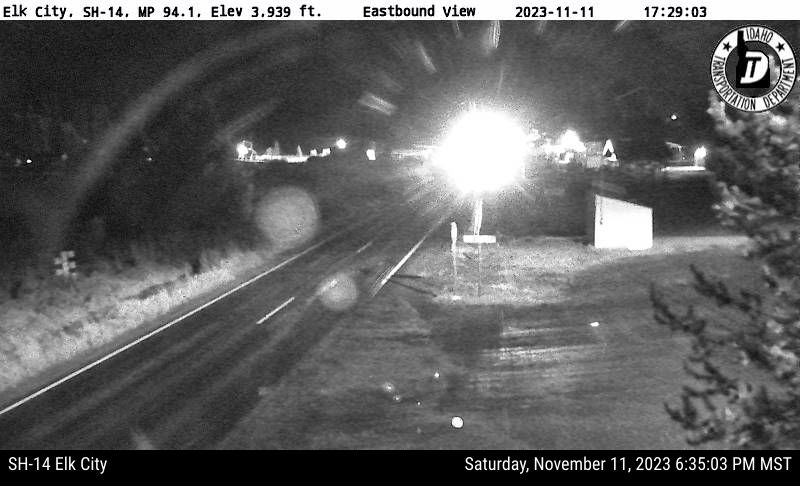 Elk City, SH-14, MP 94.1, Elev 3,939 ft. Eastbound View 2023-11-11 17:29:03
IDAHO
TRANSPORTATION DEPARTMENT
SH-14 Elk City Saturday, November 11, 2023 6:35:03 PM MST